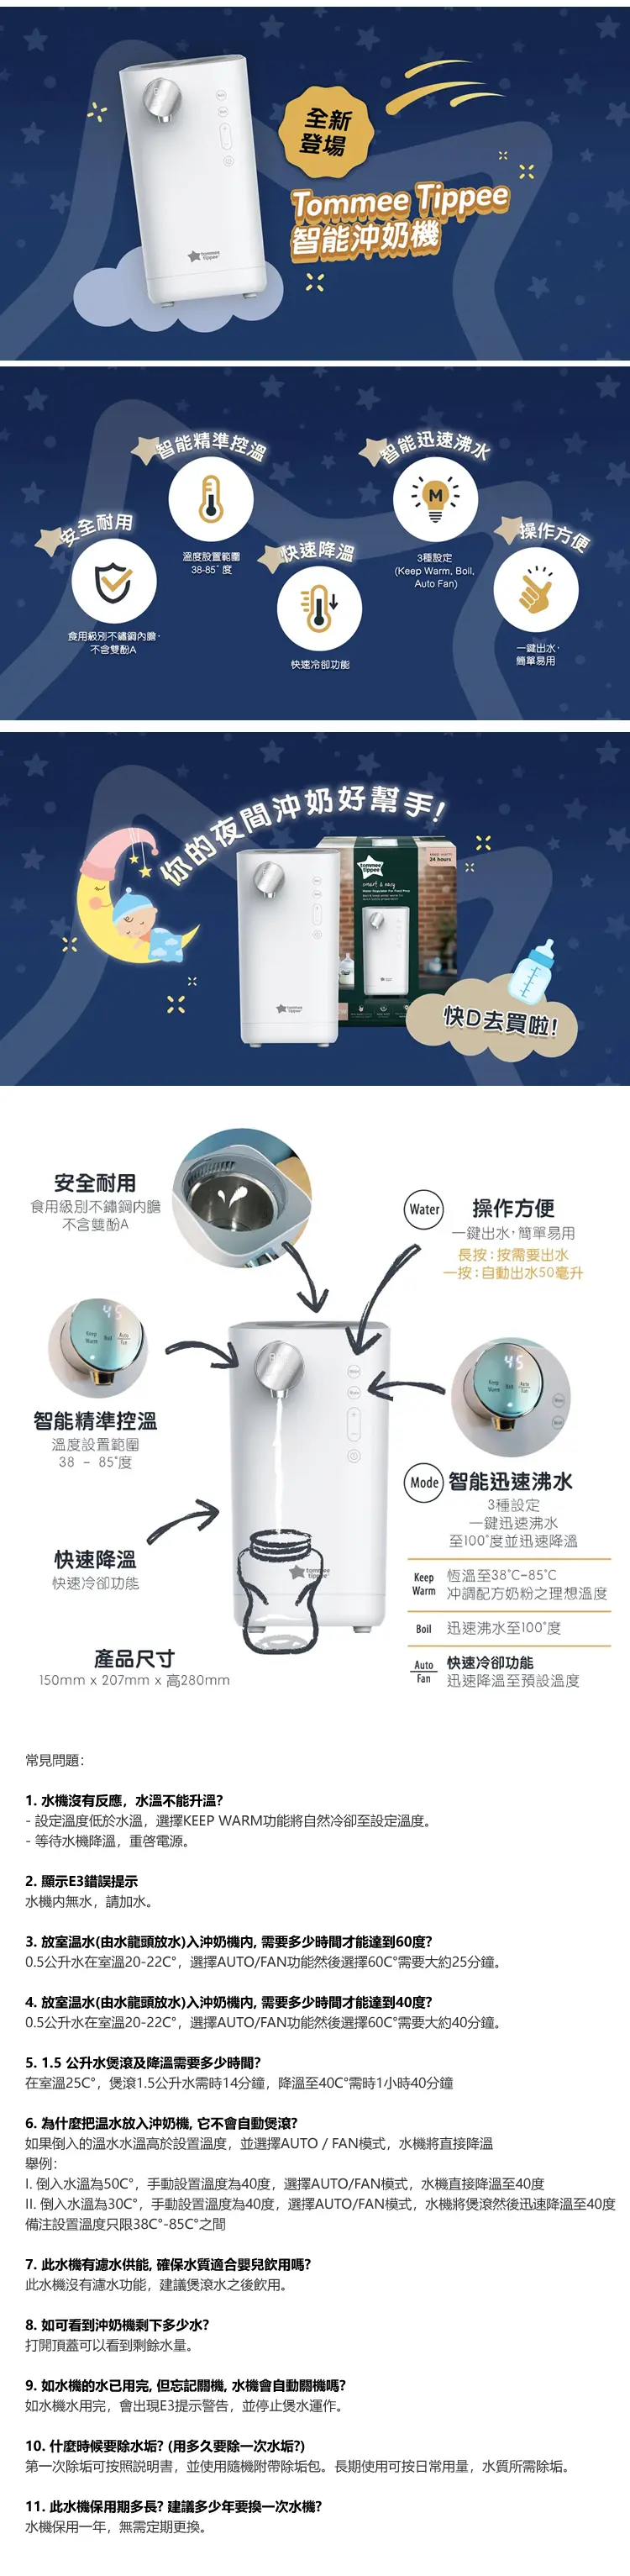 全新
登場
Tommee Tippee
智能沖奶機
tommee
tippee
智能精準控溫
溫度設置範圍
38-85˚ 度
智能迅速沸水
M
3種設定
(Keep Warm, Boil,
Auto Fan)
安全耐用
食用級別不鏽鋼內膽，
不含雙酚A
快速降溫
快速冷卻功能
操作方便
一鍵出水，
簡單易用
你的夜間沖奶好幫手!
tommee
tippee
24 hours
smart & easy
tommee
tippee
快D去買啦!
安全耐用
食用級別不鏽鋼內膽
不含雙酚A
Water
操作方便
一鍵出水，簡單易用
長按：按需要出水
一按：自動出水50毫升
45
Keep
Warm
Boil
Auto
Fan
智能精準控溫
溫度設置範圍
38 - 85°度
45
Keep
Warm
Boil
Auto
Fan
Mode
智能迅速沸水
3種設定
一鍵迅速沸水
至100°度並迅速降溫
快速降溫
快速冷卻功能
tommee
tippee
Keep
Warm
恆溫至38°C-85°C
冲調配方奶粉之理想溫度
Boil
迅速沸水至100°度
Auto
Fan
快速冷卻功能
迅速降溫至預設溫度
產品尺寸
150mm x 207mm x 高280mm
常見問題：
1. 水機沒有反應，水溫不能升溫?
- 設定溫度低於水溫，選擇KEEP WARM功能將自然冷卻至設定溫度。
- 等待水機降溫，重啓電源。
2. 顯示E3錯誤提示
水機内無水，請加水。
3. 放室温水(由水龍頭放水)入沖奶機内, 需要多少時間才能達到60度?
0.5公升水在室溫20-22C°，選擇AUTO/FAN功能然後選擇60C°需要大約25分鐘。
4. 放室温水(由水龍頭放水)入沖奶機内, 需要多少時間才能達到40度?
0.5公升水在室溫20-22C°，選擇AUTO/FAN功能然後選擇60C°需要大約40分鐘。
5. 1.5 公升水煲滾及降溫需要多少時間?
在室溫25C°，煲滾1.5公升水需時14分鐘，降溫至40C°需時1小時40分鐘
6. 為什麼把温水放入沖奶機, 它不會自動煲滾?
如果倒入的溫水水溫高於設置溫度，並選擇AUTO / FAN模式，水機將直接降溫
舉例：
I. 倒入水溫為50C°，手動設置溫度為40度，選擇AUTO/FAN模式，水機直接降溫至40度
II. 倒入水溫為30C°，手動設置溫度為40度，選擇AUTO/FAN模式，水機將煲滾然後迅速降溫至40度
備注設置溫度只限38C°-85C°之間
7. 此水機有濾水供能, 確保水質適合嬰兒飲用嗎?
此水機沒有濾水功能，建議煲滾水之後飲用。
8. 如可看到沖奶機剩下多少水?
打開頂蓋可以看到剩餘水量。
9. 如水機的水已用完, 但忘記關機, 水機會自動關機嗎?
如水機水用完，會出現E3提示警告，並停止煲水運作。
10. 什麼時候要除水垢? (用多久要除一次水垢?)
第一次除垢可按照説明書，並使用隨機附帶除垢包。長期使用可按日常用量，水質所需除垢。
11. 此水機保用期多長? 建議多少年要換一次水機?
水機保用一年，無需定期更換。